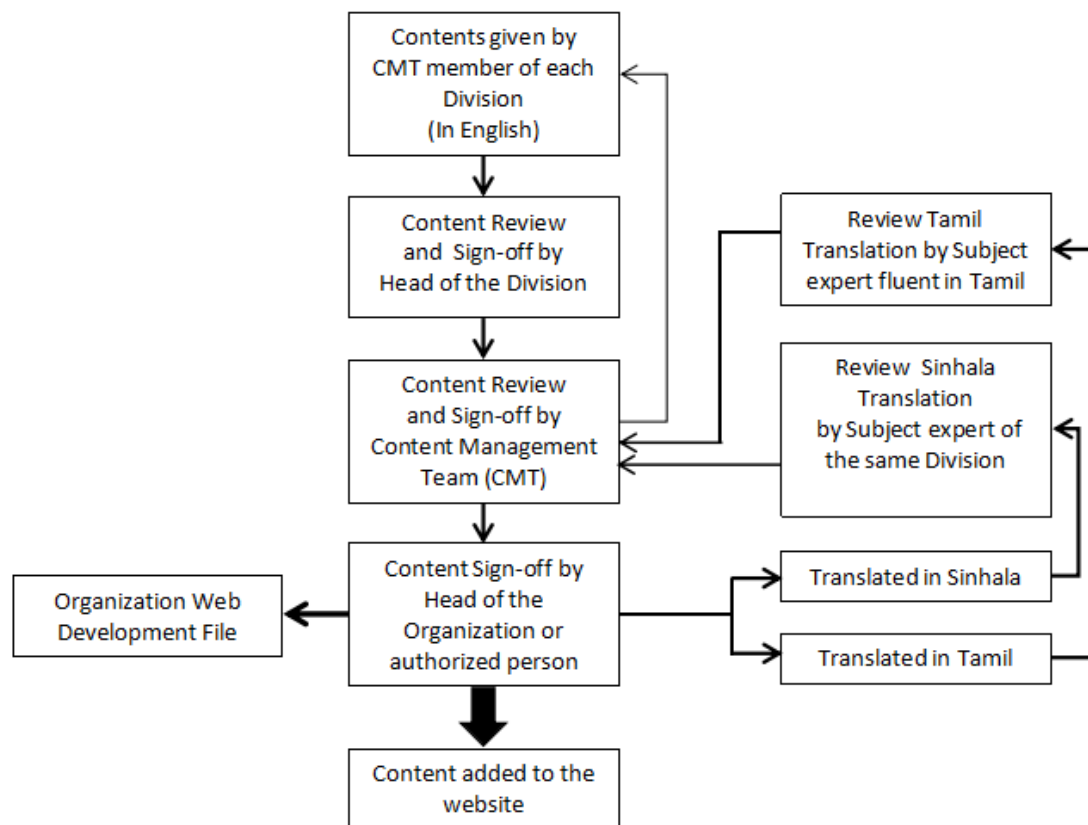 Contents given by
CMT member of each
Division
(In English)
Content Review
and Sign-off by
Head of the Division
Review Tamil
Translation by Subject
expert fluent in Tamil
Content Review
and Sign-off by
Content Management
Team (CMT)
Review Sinhala
Translation
by Subject expert of
the same Division
Content Sign-off by
Head of the
Organization or
authorized person
Translated in Sinhala
Translated in Tamil
Organization Web
Development File
Content added to the
website